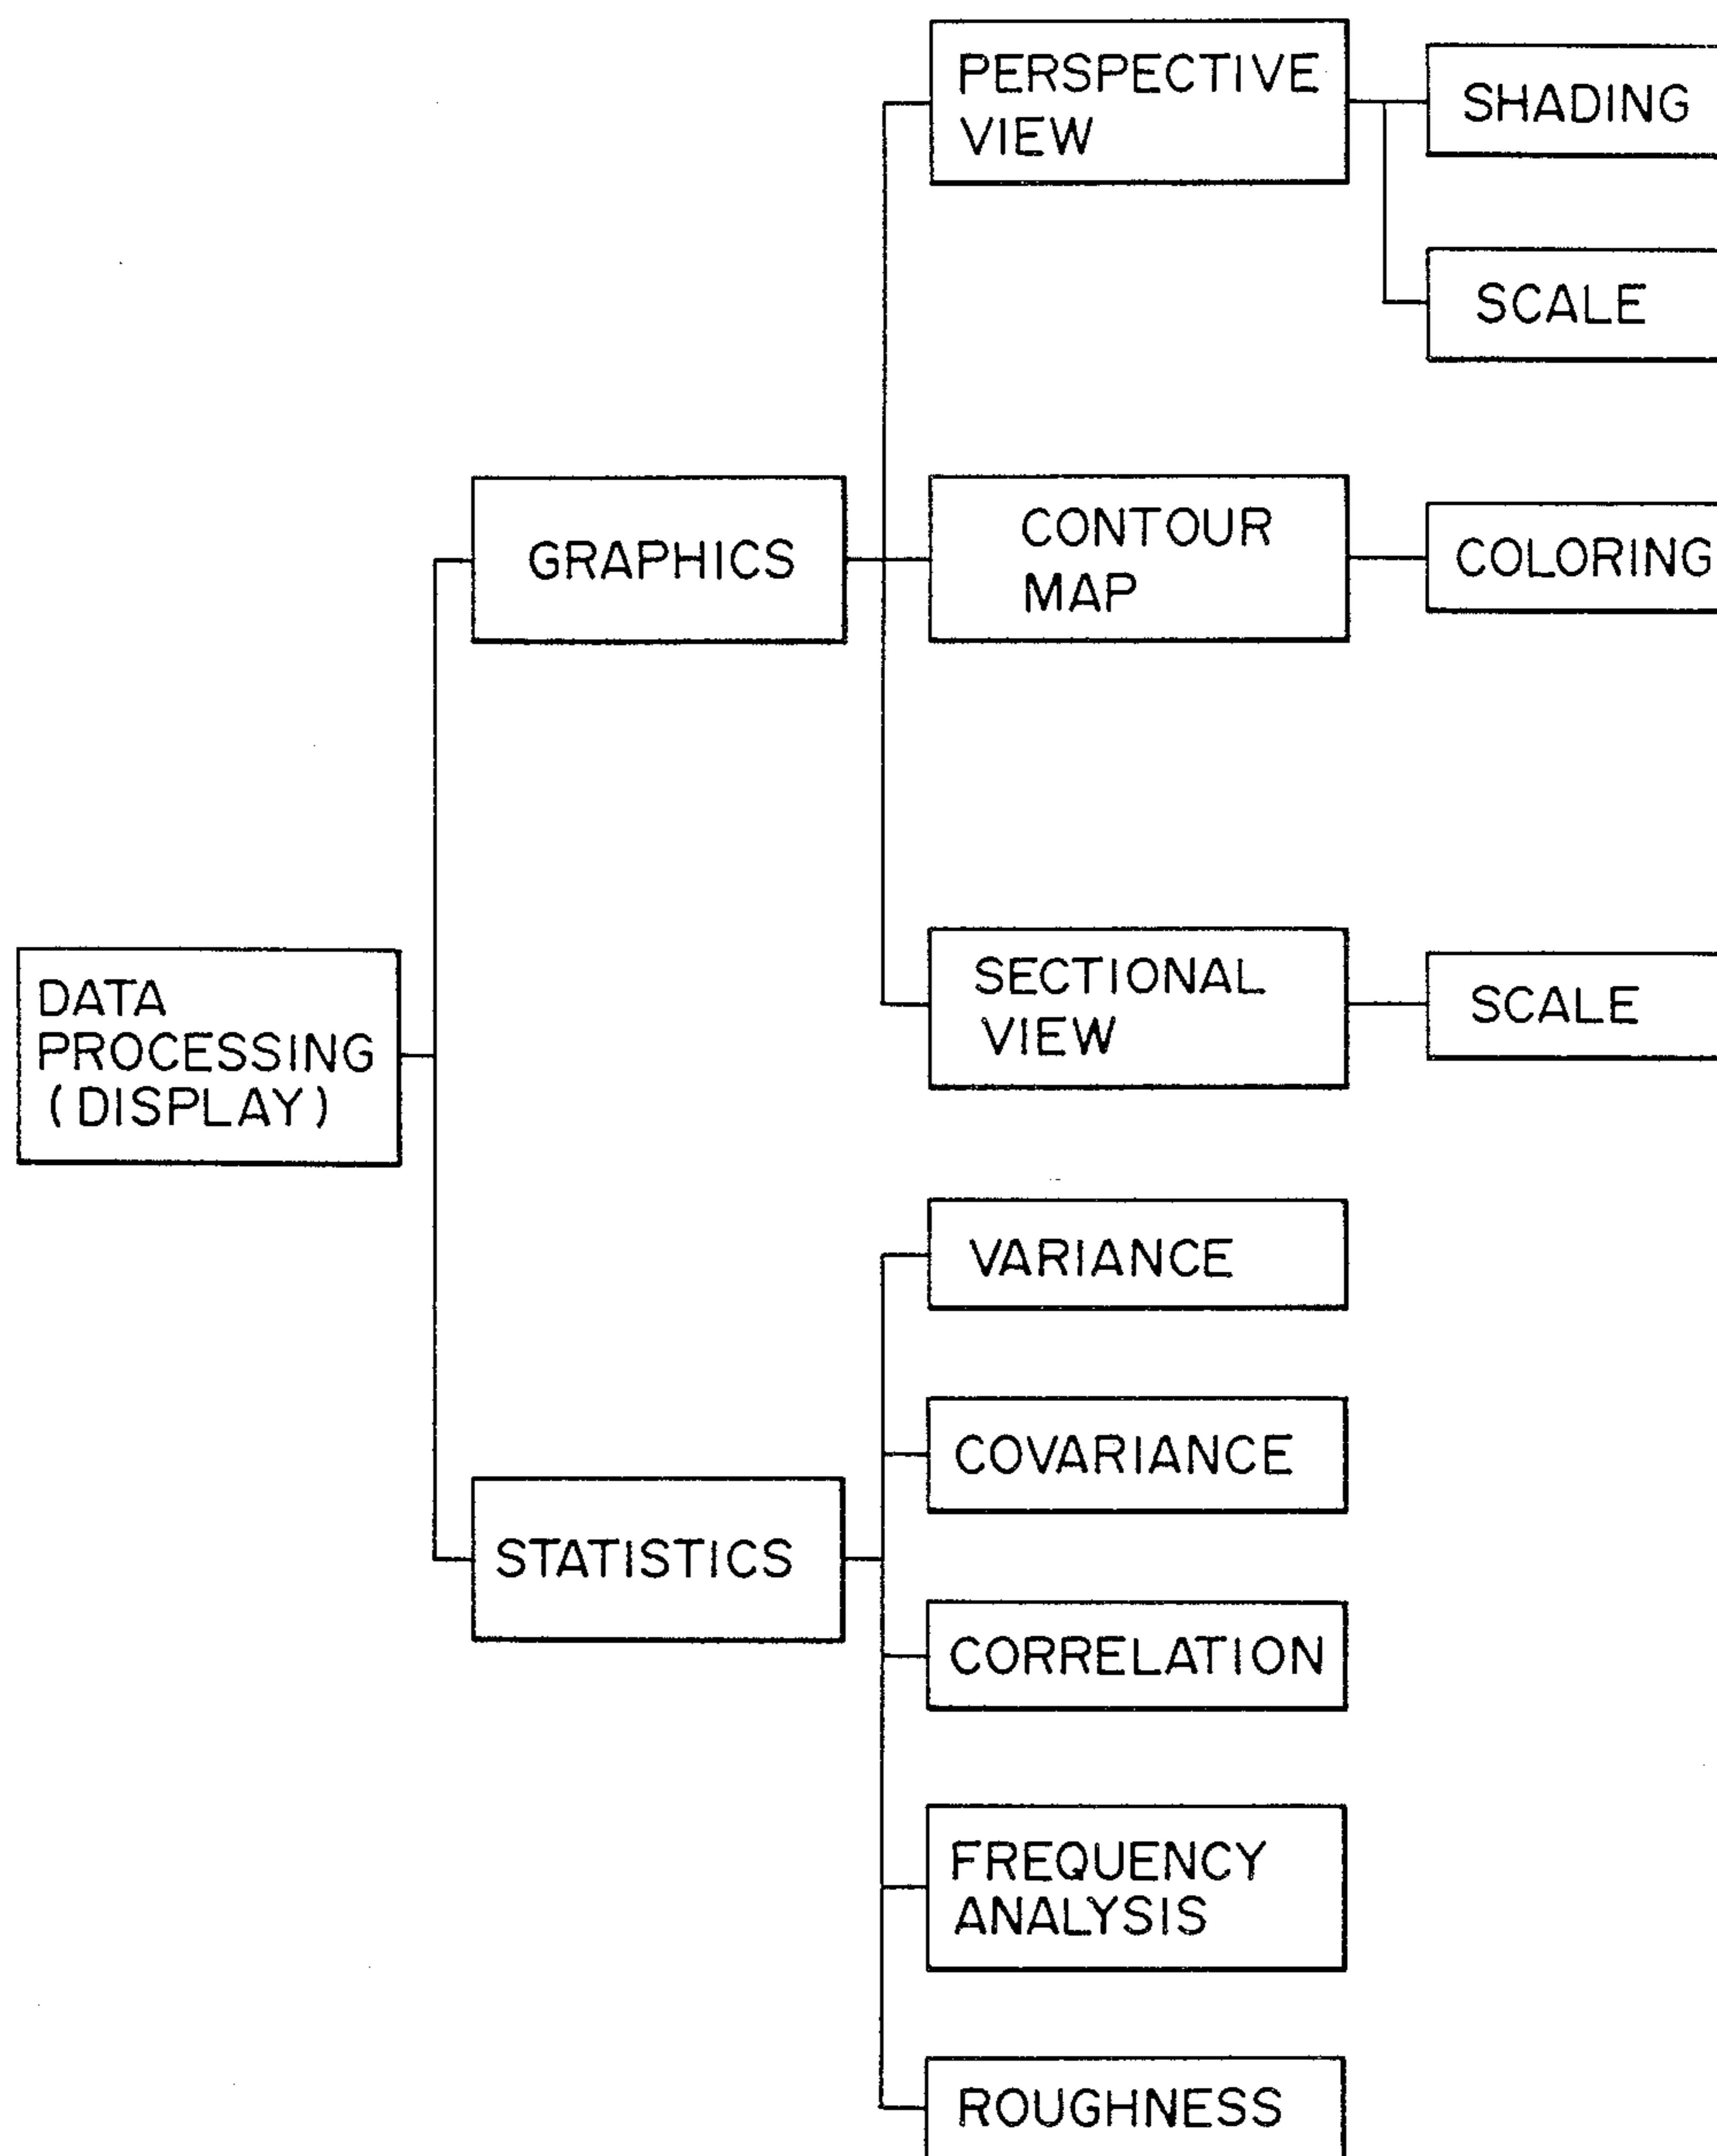 PERSPECTIVE
VIEW
SHADING
SCALE
GRAPHICS
CONTOUR
MAP
COLORING
DATA
PROCESSING
(DISPLAY)
SECTIONAL
VIEW
SCALE
VARIANCE
COVARIANCE
STATISTICS
CORRELATION
FREQUENCY
ANALYSIS
ROUGHNESS